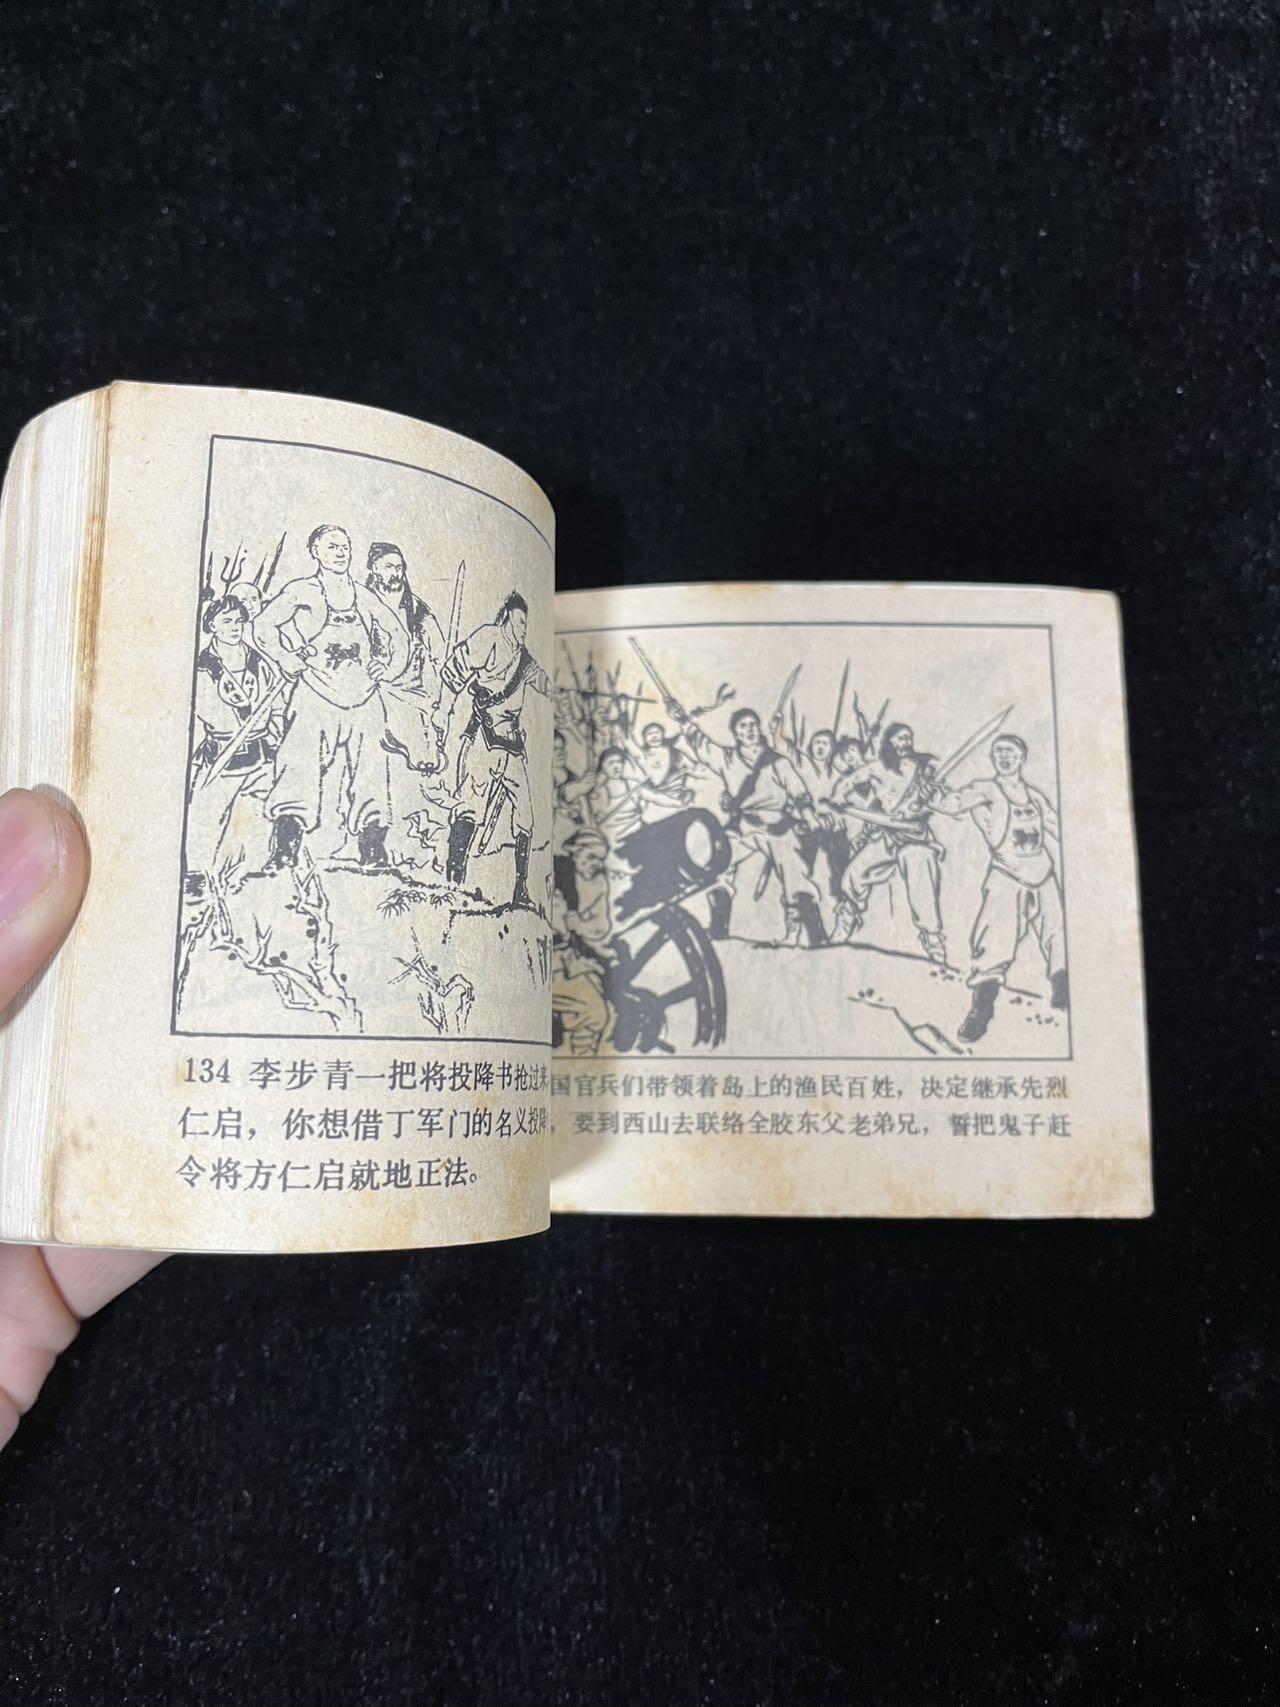 134 李步青一把将投降书抢过来
仁启，你想借丁军门的名义投降
令将方仁启就地正法。
国官兵们带领着岛上的渔民百姓，决定继承先烈
，要到西山去联络全胶东父老弟兄，誓把鬼子赶